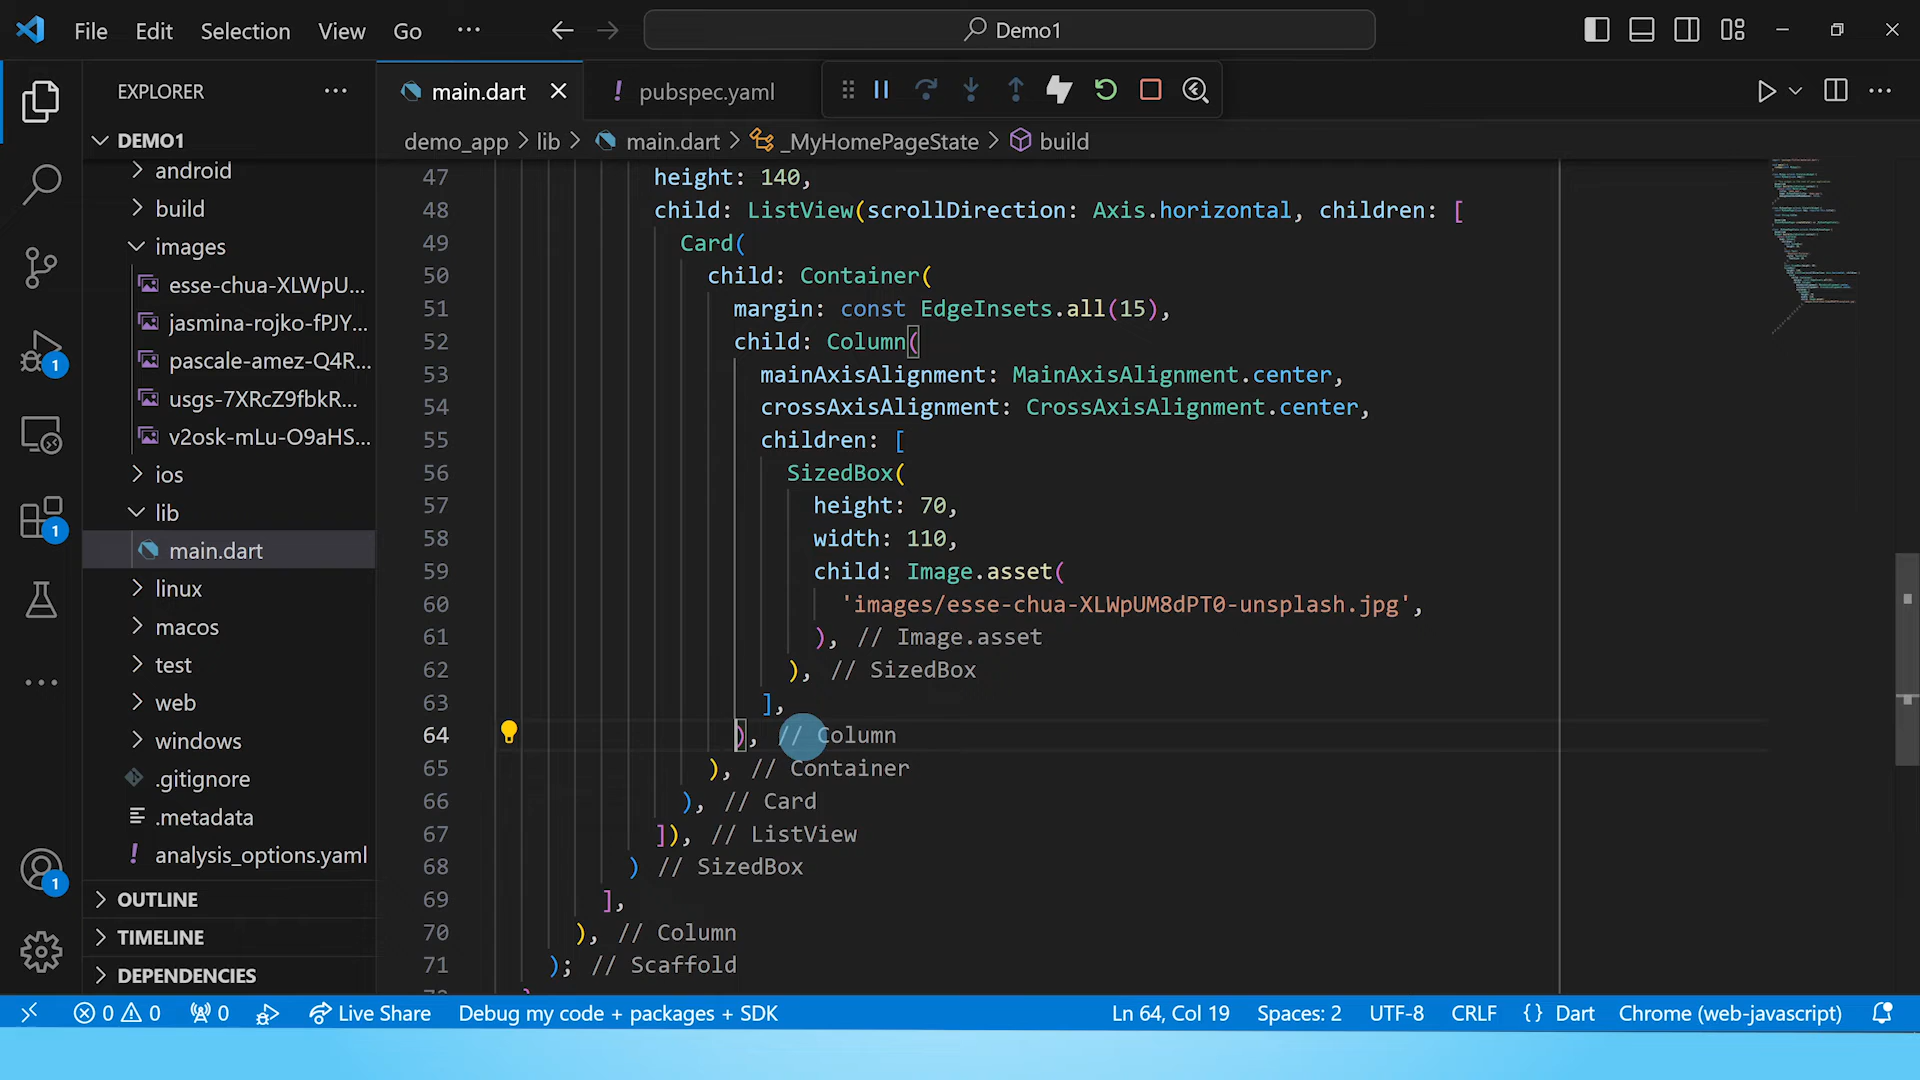 File Edit Selection View Go ··· Demo1
EXPLORER ···
main.dart
! pubspec.yaml
demo_app > lib > main.dart > _MyHomePageState > build
DEMO1
android
build
images
esse-chua-XLWpU...
jasmina-rojko-fPJY...
pascale-amez-Q4R...
usgs-7XRcZ9fbkR...
v2osk-mLu-O9aHS...
ios
lib
main.dart
linux
macos
test
web
windows
.gitignore
.metadata
! analysis_options.yaml
OUTLINE
TIMELINE
DEPENDENCIES
1
1
1
47 height: 140,
48 child: ListView(scrollDirection: Axis.horizontal, children: [
49 Card(
50 child: Container(
51 margin: const EdgeInsets.all(15),
52 child: Column(
53 mainAxisAlignment: MainAxisAlignment.center,
54 crossAxisAlignment: CrossAxisAlignment.center,
55 children: [
56 SizedBox(
57 height: 70,
58 width: 110,
59 child: Image.asset(
60 'images/esse-chua-XLWpUM8dPT0-unsplash.jpg',
61 ), // Image.asset
62 ), // SizedBox
63 ],
64 ), // Column
65 ), // Container
66 ), // Card
67 ]), // ListView
68 ) // SizedBox
69 ],
70 ), // Column
71 ); // Scaffold
0 0 0 Live Share Debug my code + packages + SDK Ln 64, Col 19 Spaces: 2 UTF-8 CRLF {} Dart Chrome (web-javascript)